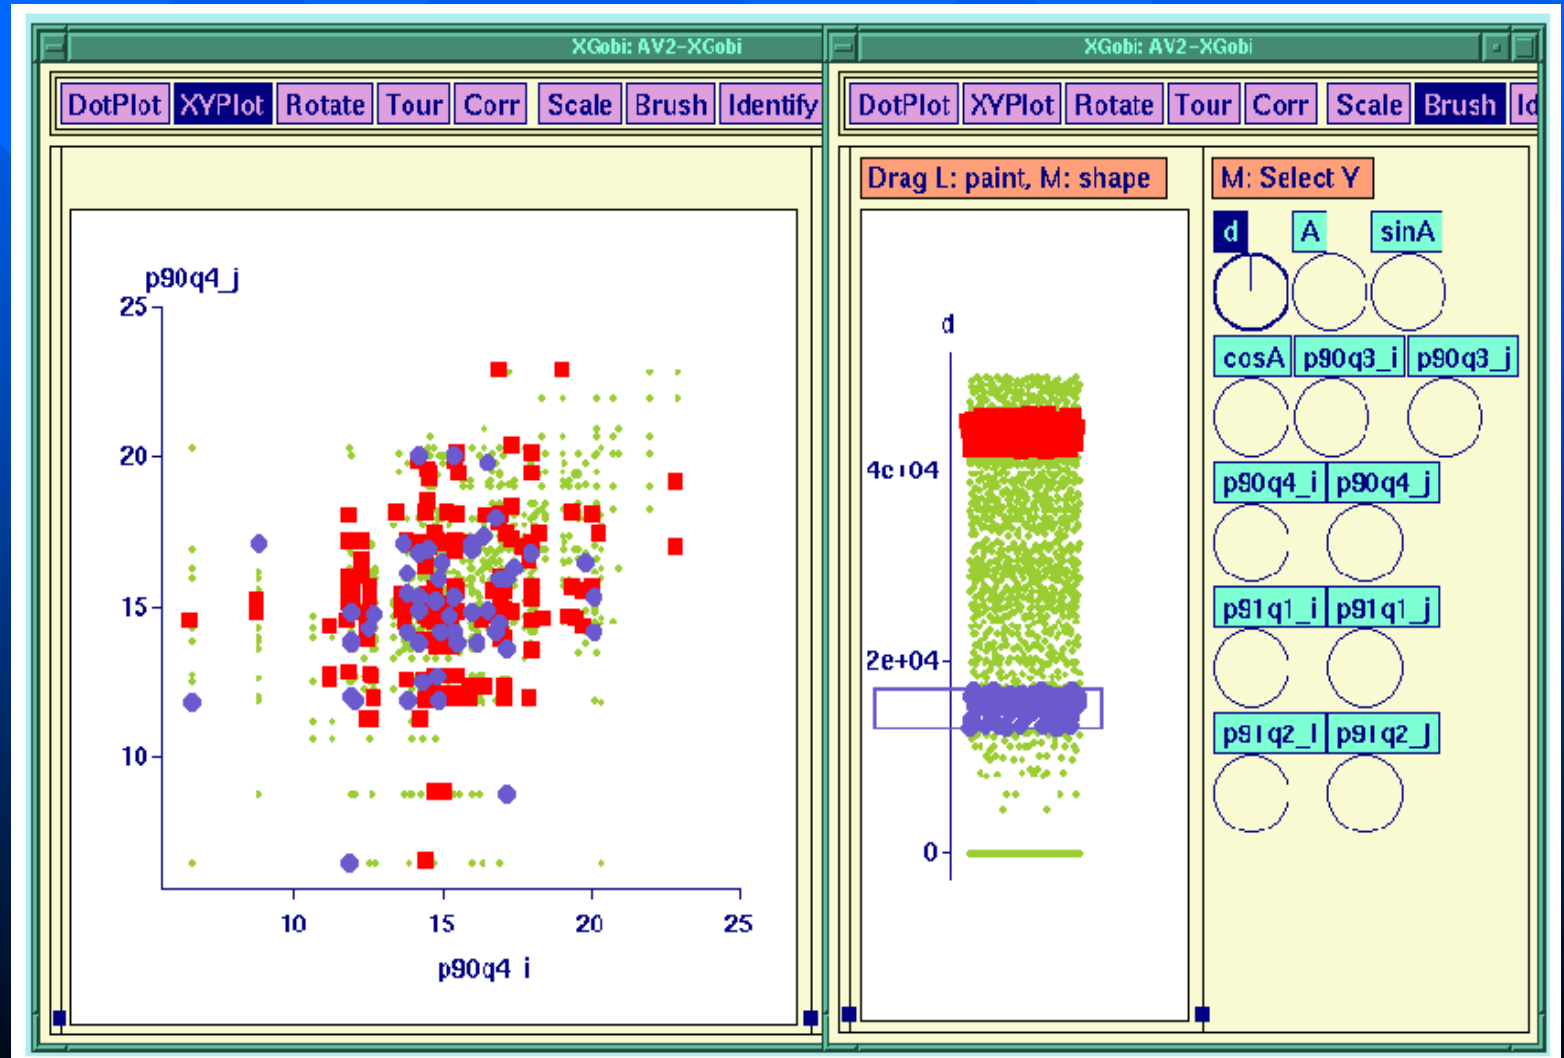 XGobi: AV2-XGobi
DotPlot XYPlot Rotate Tour Corr Scale Brush Identify
p90q4_j
25
20
15
10
10 15 20 25
p90q4_i
XGobi: AV2-XGobi
DotPlot XYPlot Rotate Tour Corr Scale Brush Id
Drag L: paint, M: shape
M: Select Y
d
4e+04
2e+04
0
d A sinA
cosA p90q3_i p90q3_j
p90q4_i p90q4_j
p91q1_i p91q1_j
p91q2_i p91q2_j